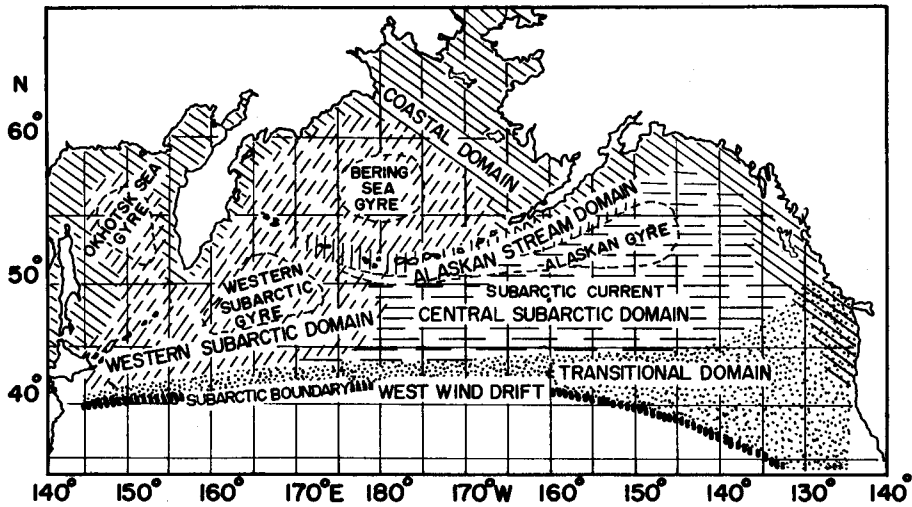 N
60°
50°
40°
COASTAL DOMAIN
BERING
SEA
GYRE
OKHOTSK SEA
GYRE
ALASKAN STREAM DOMAIN
ALASKAN GYRE
WESTERN
SUBARCTIC
GYRE
SUBARCTIC CURRENT
CENTRAL SUBARCTIC DOMAIN
WESTERN SUBARCTIC DOMAIN
TRANSITIONAL DOMAIN
SUBARCTIC BOUNDARY
WEST WIND DRIFT
140° 150° 160° 170°E 180° 170°W 160° 150° 140° 130° 140°